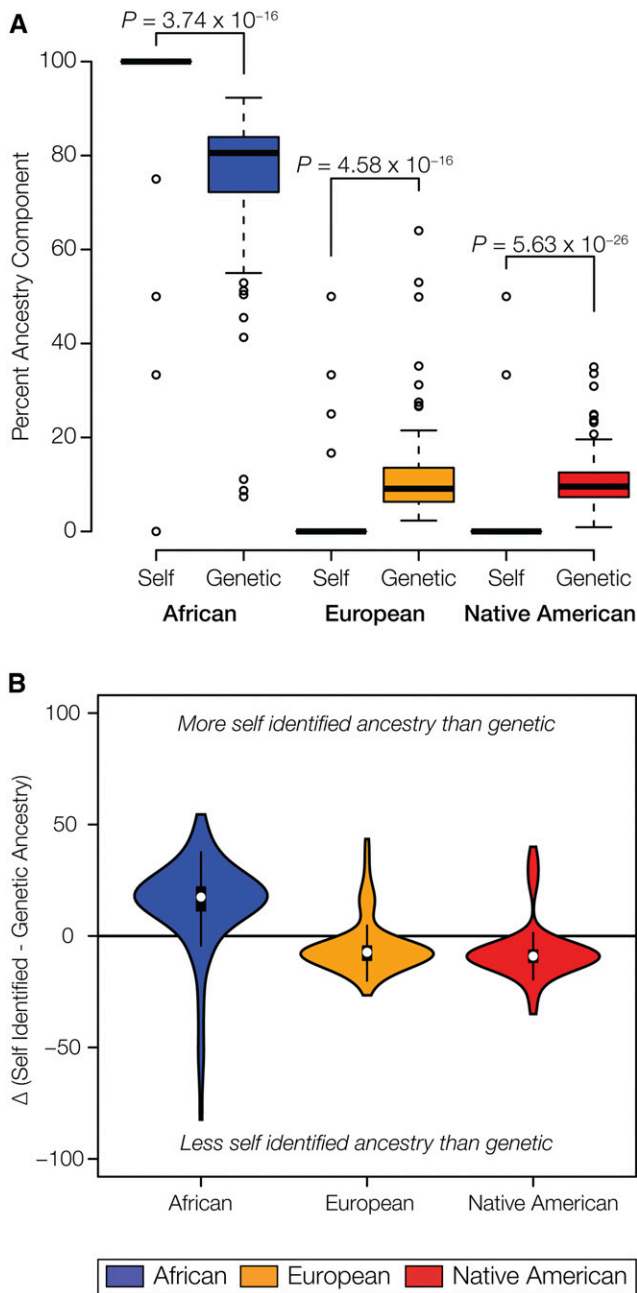 A
P = 3.74 x 10–16
P = 4.58 x 10–16
P = 5.63 x 10–26
Percent Ancestry Component
100
80
60
40
20
0
Self Genetic Self Genetic Self Genetic
African European Native American
B
Δ (Self Identified - Genetic Ancestry)
100
50
0
–50
–100
More self identified ancestry than genetic
Less self identified ancestry than genetic
African European Native American
African European Native American